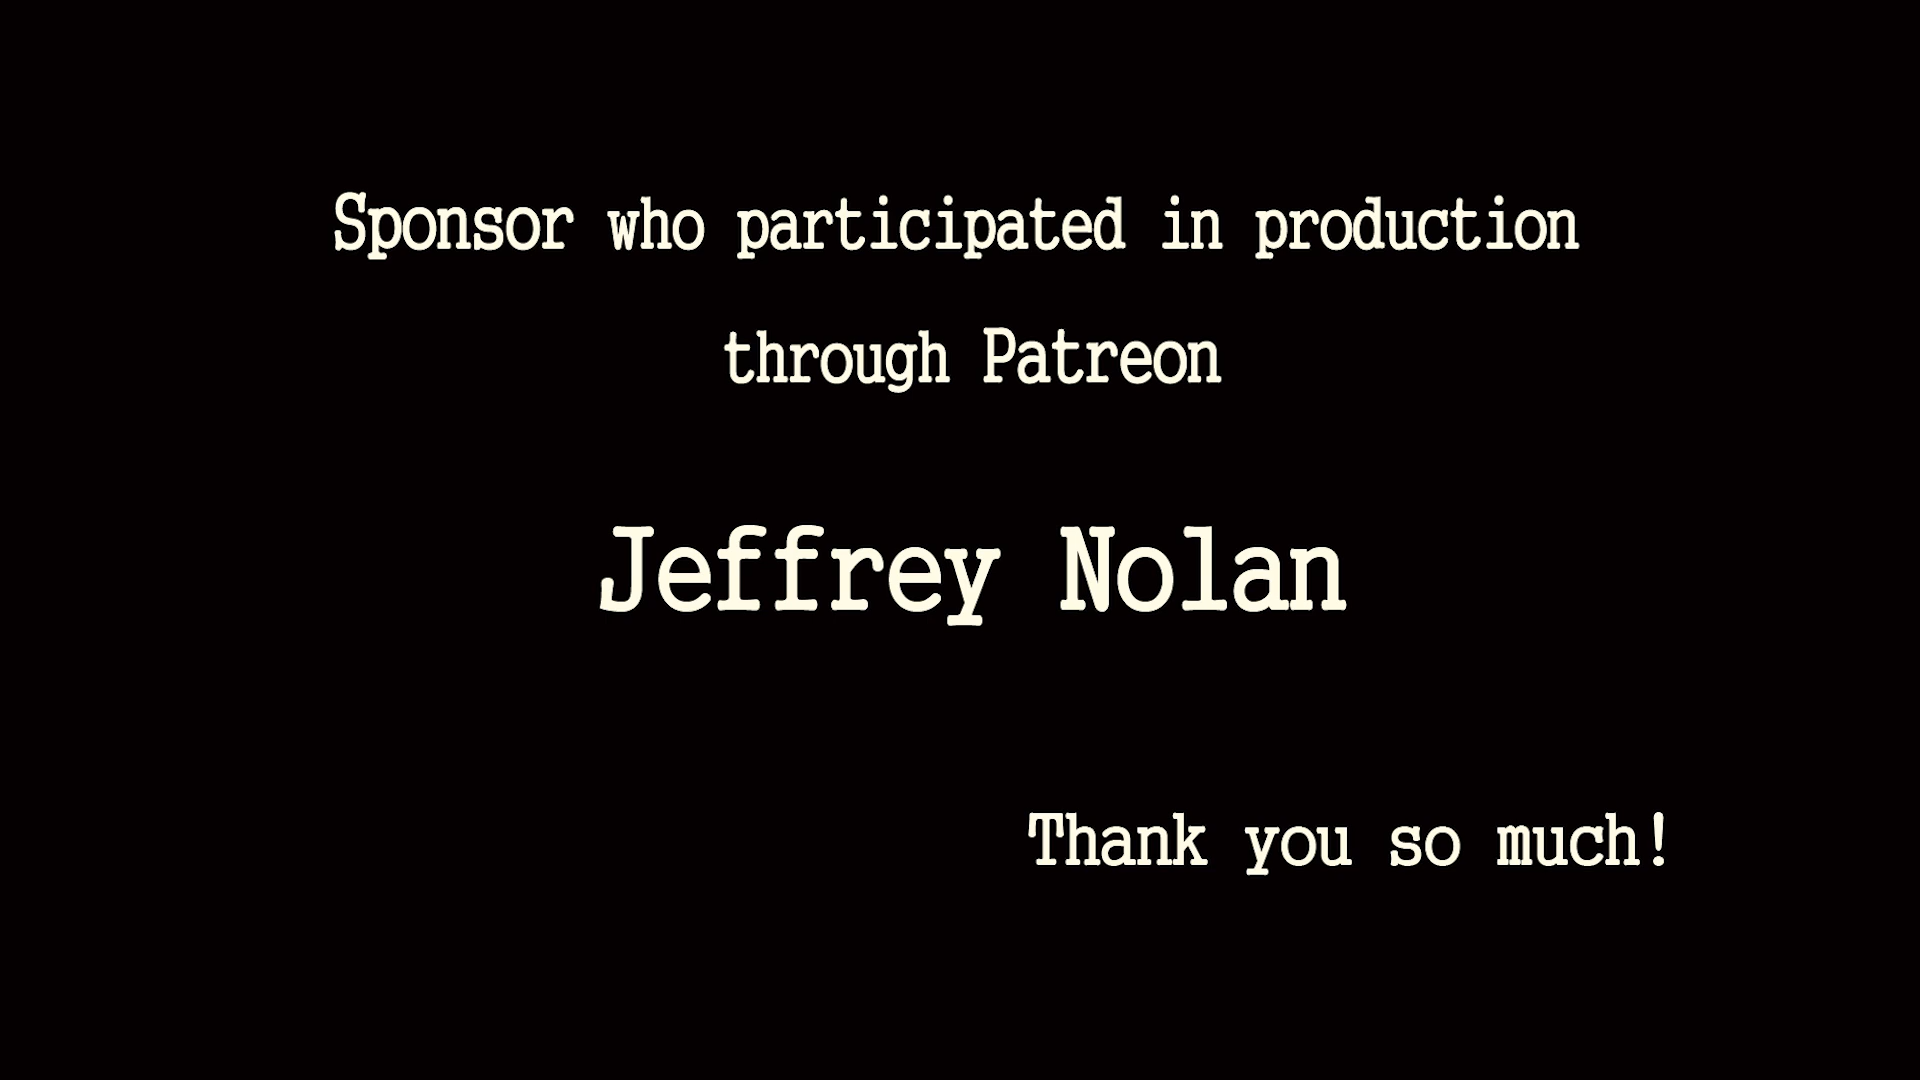 Sponsor who participated in production
through Patreon
Jeffrey Nolan
Thank you so much!